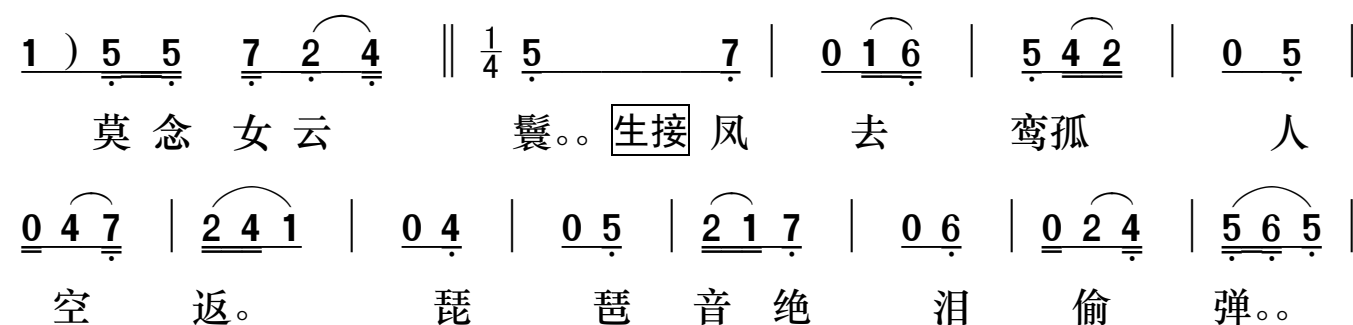 1 ) 5 5 7 2 4 ‖ 1/4 5 7 | 0 1 6 | 5 4 2 | 0 5 |
莫 念 女 云 鬟。。 生接 凤 去 鸾孤 人
0 4 7 | 2 4 1 | 0 4 | 0 5 | 2 1 7 | 0 6 | 0 2 4 | 5 6 5 |
空 返。 琵 琶 音 绝 泪 偷 弹。。